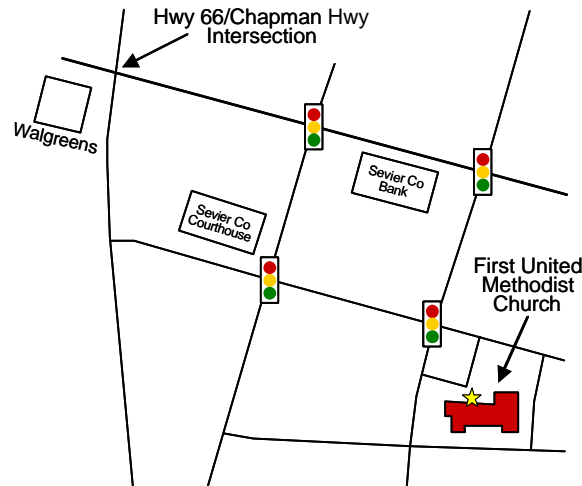 Hwy 66/Chapman Hwy
Intersection
Walgreens
Sevier Co
Bank
Sevier Co
Courthouse
First United
Methodist
Church